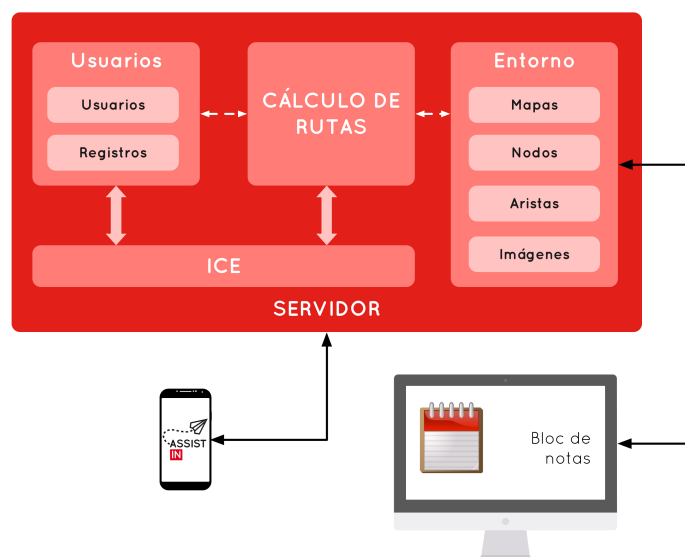 Usuarios
Usuarios
Registros
CÁLCULO DE
RUTAS
Entorno
Mapas
Nodos
Aristas
Imágenes
ICE
SERVIDOR
ASSIST
IN
Bloc de
notas